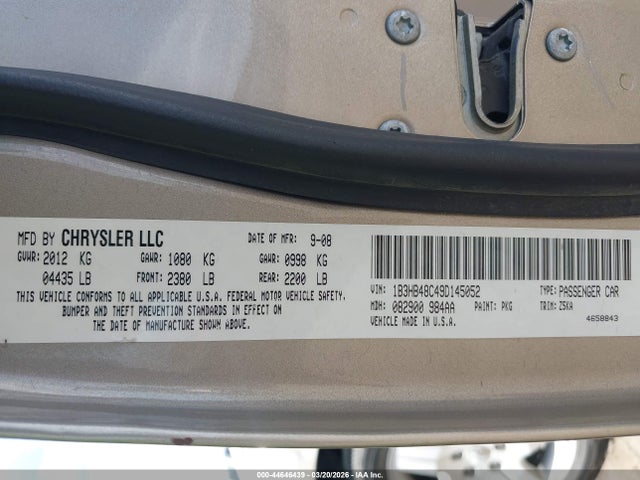 MFD BY CHRYSLER LLC DATE OF MFR: 9-08
GVWR: 2012 KG GAWR: 1080 KG GAWR: 0998 KG
04435 LB FRONT: 2380 LB REAR: 2200 LB
THIS VEHICLE CONFORMS TO ALL APPLICABLE U.S.A. FEDERAL MOTOR VEHICLE SAFETY,
BUMPER AND THEFT PREVENTION STANDARDS IN EFFECT ON
THE DATE OF MANUFACTURE SHOWN ABOVE.
VIN: 1B3HB48C49D145052 TYPE: PASSENGER CAR
MDH: 082900 984AA PAINT: PKG TRIM: Z5KA
VEHICLE MADE IN U.S.A. 4658843
000-44646439 - 03/20/2026 - IAA Inc.